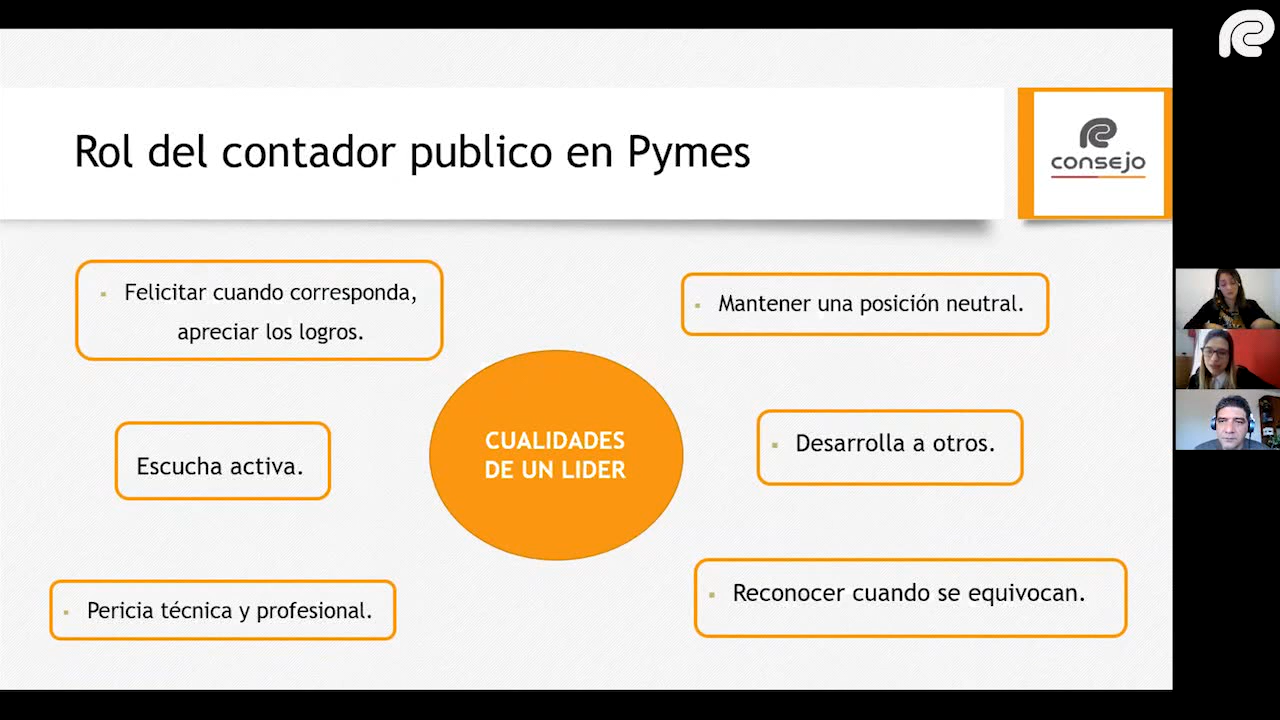 Rol del contador publico en Pymes
consejo
Felicitar cuando corresponda,
apreciar los logros.
Mantener una posición neutral.
Escucha activa.
CUALIDADES
DE UN LIDER
Desarrolla a otros.
Pericia técnica y profesional.
Reconocer cuando se equivocan.